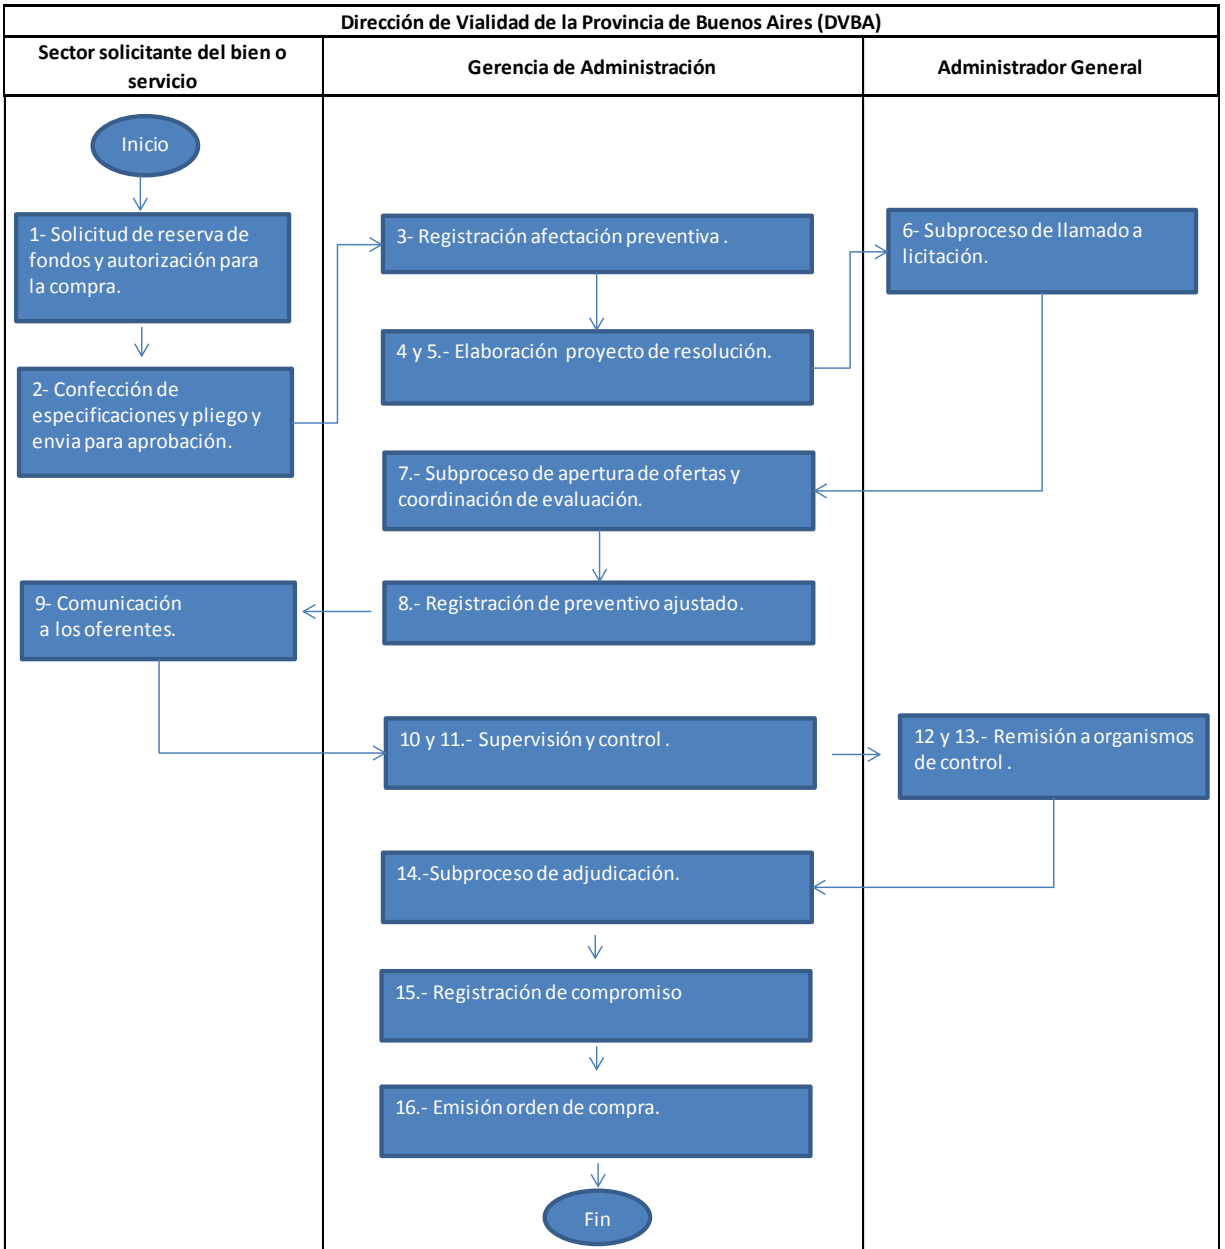 Dirección de Vialidad de la Provincia de Buenos Aires (DVBA)
Sector solicitante del bien o
servicio
Gerencia de Administración
Administrador General
Inicio
1- Solicitud de reserva de
fondos y autorización para
la compra.
2- Confección de
especificaciones y pliego y
envia para aprobación.
3- Registración afectación preventiva .
4 y 5.- Elaboración proyecto de resolución.
6- Subproceso de llamado a
licitación.
7.- Subproceso de apertura de ofertas y
coordinación de evaluación.
8.- Registración de preventivo ajustado.
9- Comunicación
a los oferentes.
10 y 11.- Supervisión y control .
12 y 13.- Remisión a organismos
de control .
14.-Subproceso de adjudicación.
15.- Registración de compromiso
16.- Emisión orden de compra.
Fin